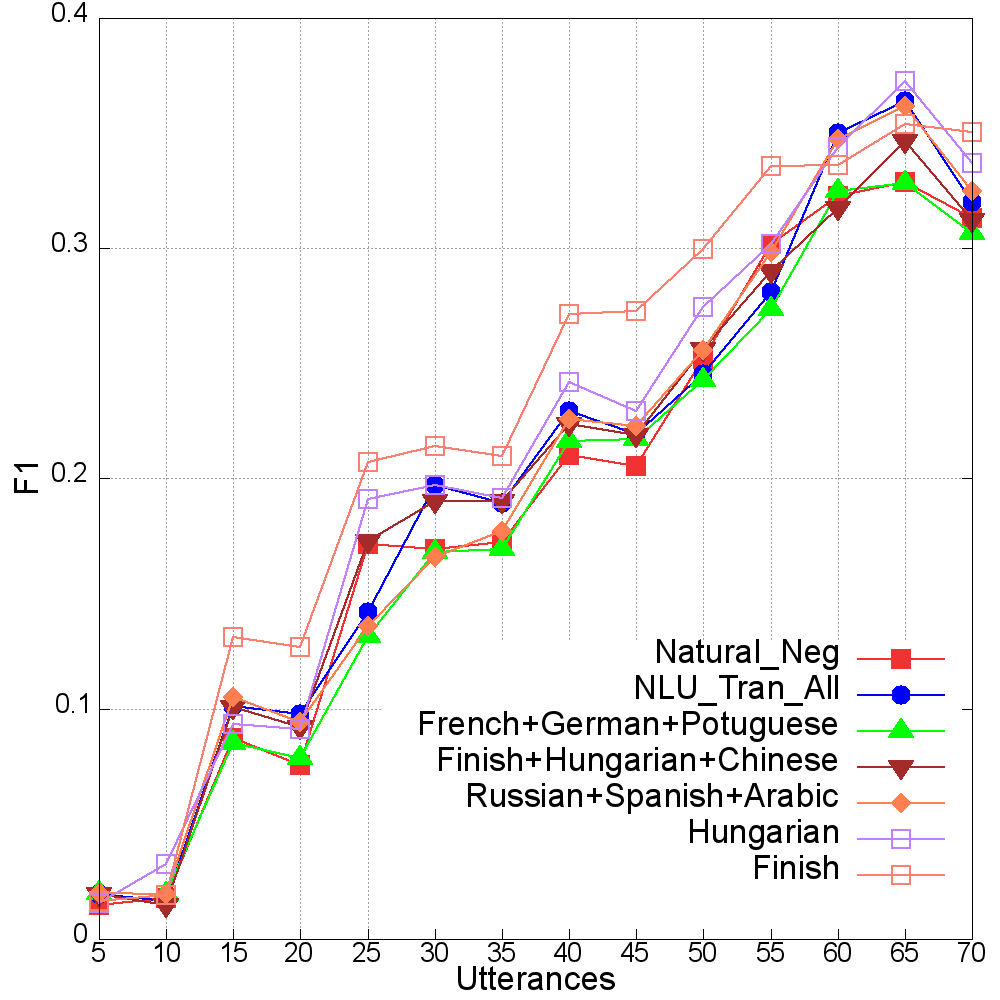 0.4
0.3
0.2
0.1
0
F1
Natural_Neg
NLU_Tran_All
French+German+Potuguese
Finish+Hungarian+Chinese
Russian+Spanish+Arabic
Hungarian
Finish
5 10 15 20 25 30 35 40 45 50 55 60 65 70
Utterances